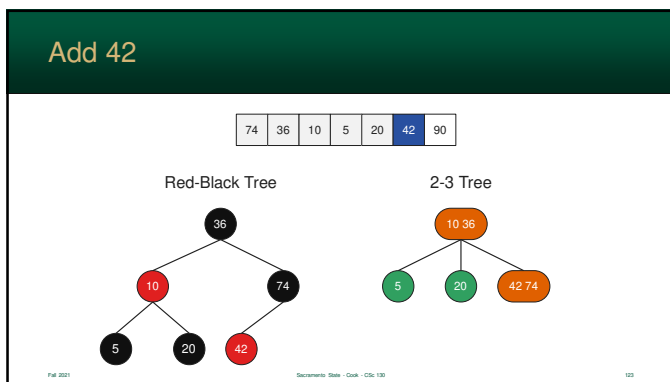 Add 42
74 36 10 5 20 42 90
Red-Black Tree
2-3 Tree
36
10 36
10
74
5
20
42 74
5
20
42
Fall 2021
Sacramento State - Cook - CSc 130
123